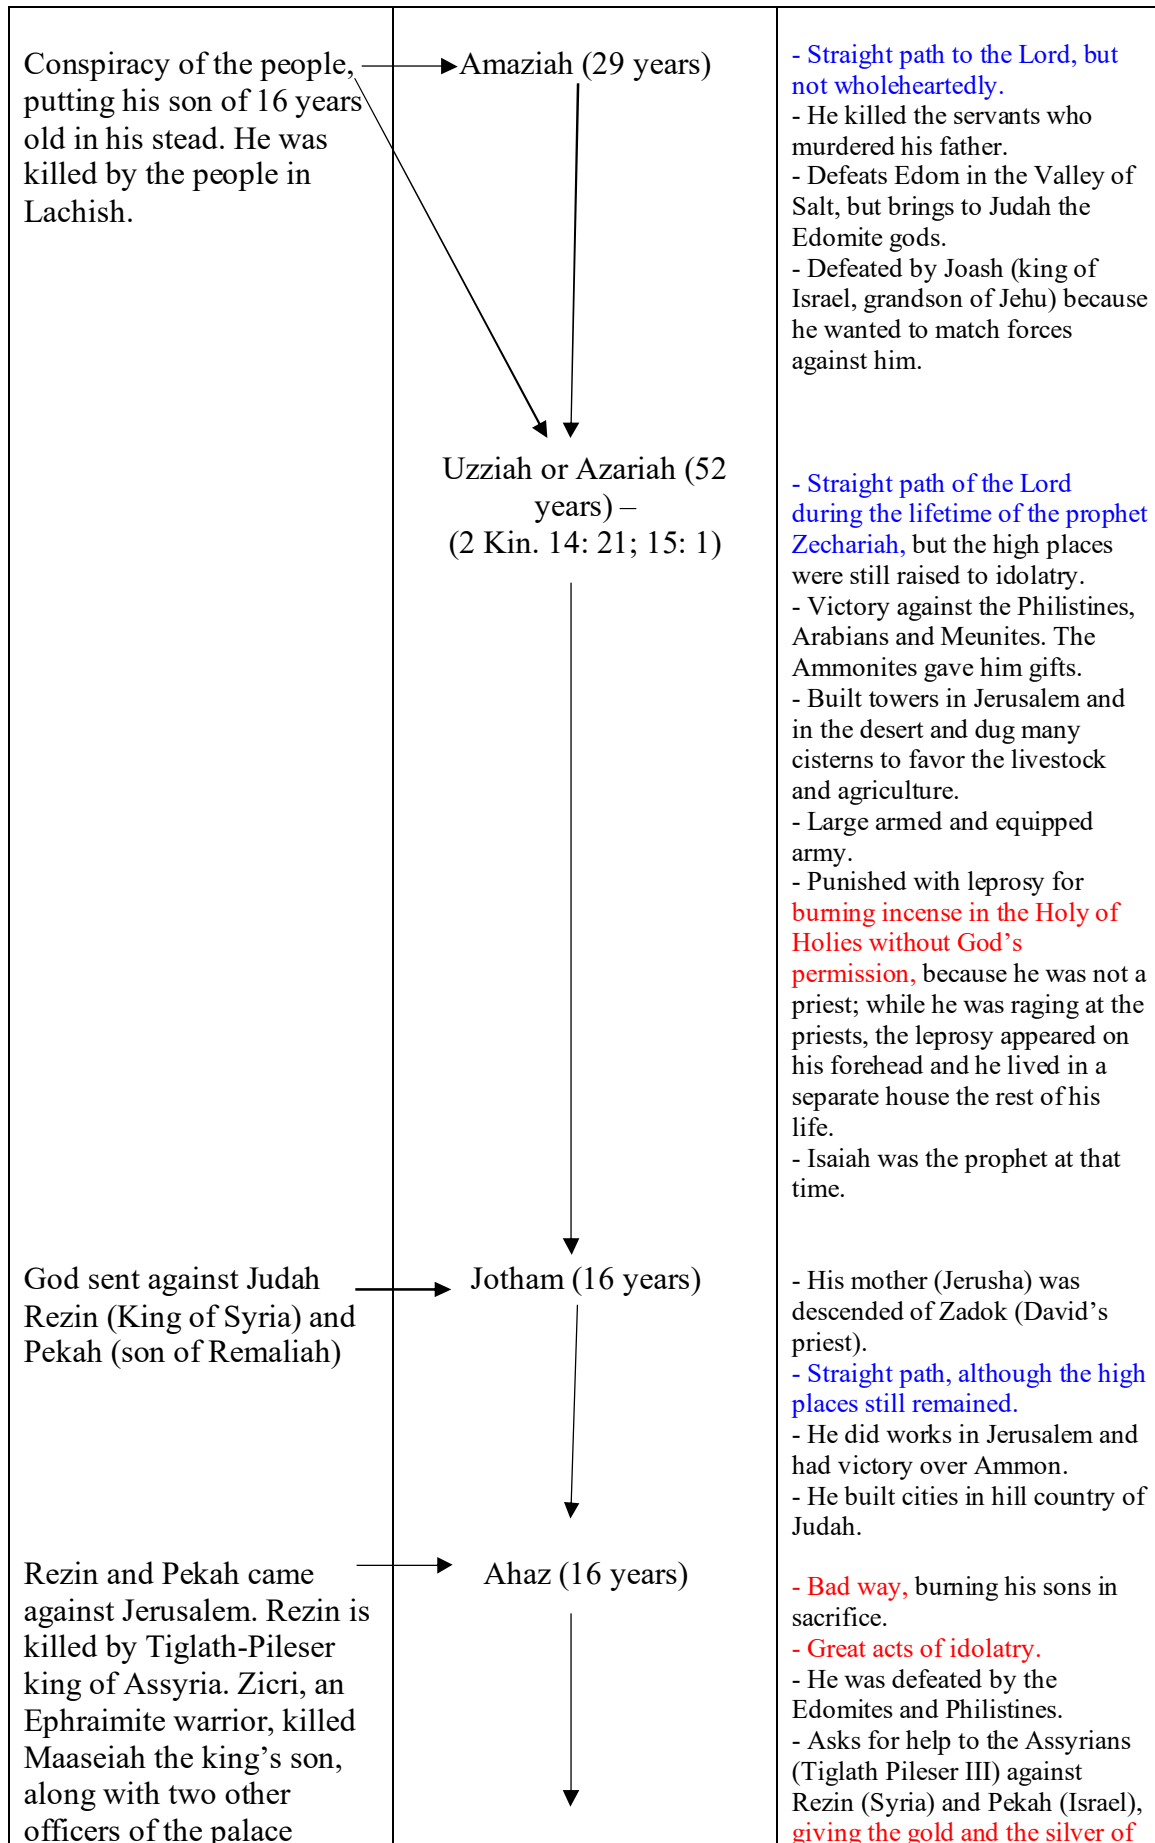 Conspiracy of the people,
putting his son of 16 years
old in his stead. He was
killed by the people in
Lachish.
Amaziah (29 years)
- Straight path to the Lord, but
not wholeheartedly.
- He killed the servants who
murdered his father.
- Defeats Edom in the Valley of
Salt, but brings to Judah the
Edomite gods.
- Defeated by Joash (king of
Israel, grandson of Jehu) because
he wanted to match forces
against him.
Uzziah or Azariah (52
years) –
(2 Kin. 14: 21; 15: 1)
- Straight path of the Lord
during the lifetime of the prophet
Zechariah, but the high places
were still raised to idolatry.
- Victory against the Philistines,
Arabians and Meunites. The
Ammonites gave him gifts.
- Built towers in Jerusalem and
in the desert and dug many
cisterns to favor the livestock
and agriculture.
- Large armed and equipped
army.
- Punished with leprosy for
burning incense in the Holy of
Holies without God’s
permission, because he was not a
priest; while he was raging at the
priests, the leprosy appeared on
his forehead and he lived in a
separate house the rest of his
life.
- Isaiah was the prophet at that
time.
God sent against Judah
Rezin (King of Syria) and
Pekah (son of Remaliah)
Jotham (16 years)
- His mother (Jerusha) was
descended of Zadok (David’s
priest).
- Straight path, although the high
places still remained.
- He did works in Jerusalem and
had victory over Ammon.
- He built cities in hill country of
Judah.
Rezin and Pekah came
against Jerusalem. Rezin is
killed by Tiglath-Pileser
king of Assyria. Zicri, an
Ephraimite warrior, killed
Maaseiah the king’s son,
along with two other
officers of the palace
Ahaz (16 years)
- Bad way, burning his sons in
sacrifice.
- Great acts of idolatry.
- He was defeated by the
Edomites and Philistines.
- Asks for help to the Assyrians
(Tiglath Pileser III) against
Rezin (Syria) and Pekah (Israel),
giving the gold and the silver of